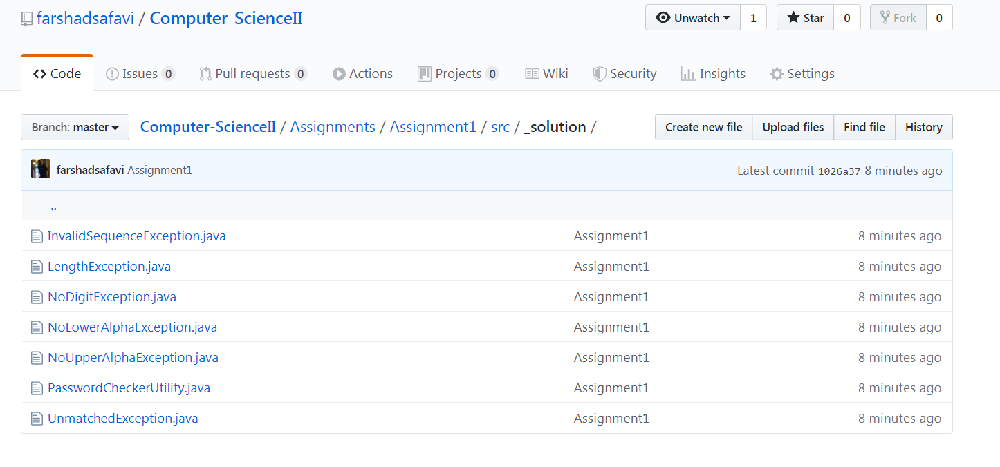 farshadsafavi / Computer-ScienceII Unwatch 1 Star 0 Fork 0
Code Issues 0 Pull requests 0 Actions Projects 0 Wiki Security Insights Settings
Branch: master Computer-ScienceII / Assignments / Assignment1 / src / _solution / Create new file Upload files Find file History
farshadsafavi Assignment1 Latest commit 1026a37 8 minutes ago
..
InvalidSequenceException.java Assignment1 8 minutes ago
LengthException.java Assignment1 8 minutes ago
NoDigitException.java Assignment1 8 minutes ago
NoLowerAlphaException.java Assignment1 8 minutes ago
NoUpperAlphaException.java Assignment1 8 minutes ago
PasswordCheckerUtility.java Assignment1 8 minutes ago
UnmatchedException.java Assignment1 8 minutes ago